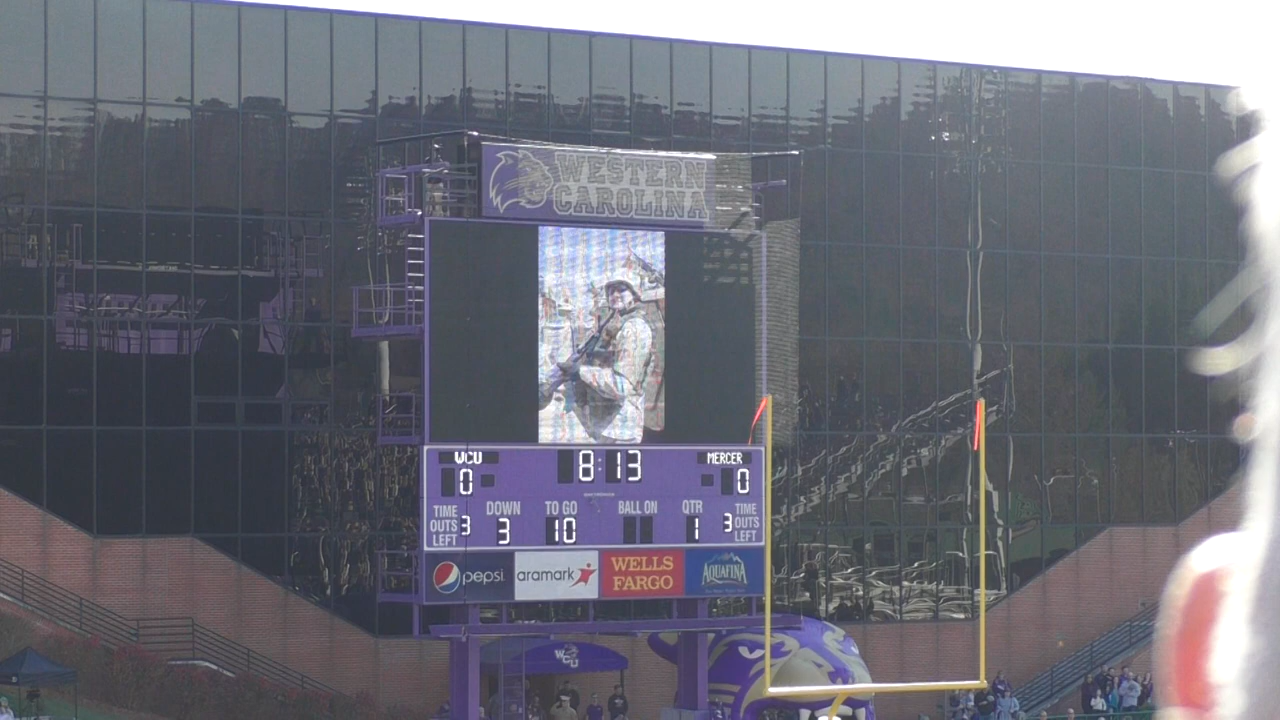 WESTERN
CAROLINA
WCU 8:13 MERCER
0 0
TIME OUTS LEFT 3 DOWN 3 TO GO 10 BALL ON QTR 1 3 TIME OUTS LEFT
pepsi aramark WELLS FARGO AQUAFINA
WCU